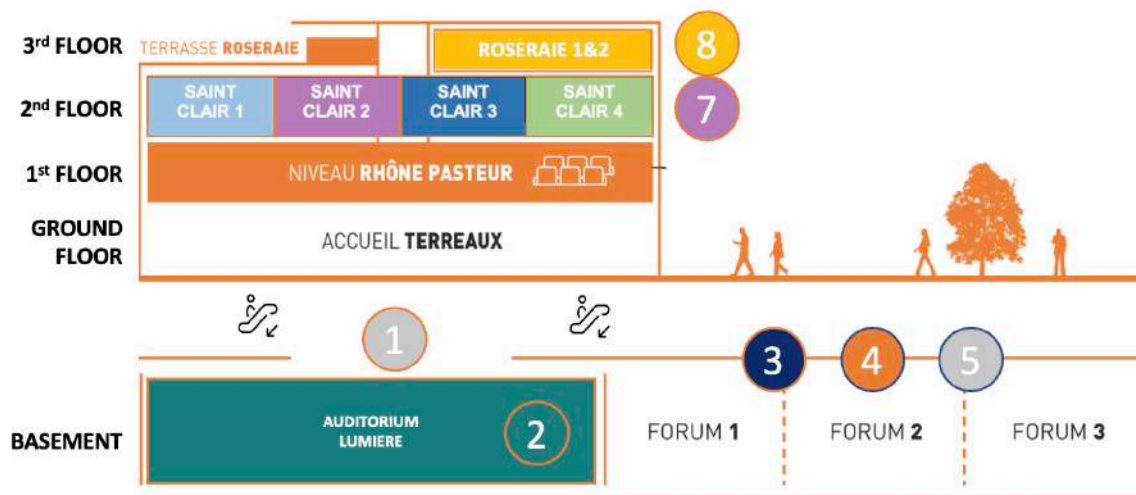 3rd FLOOR
TERRASSE ROSERAIE
ROSERAIE 1&2
8
2nd FLOOR
SAINT
CLAIR 1
SAINT
CLAIR 2
SAINT
CLAIR 3
SAINT
CLAIR 4
7
1st FLOOR
NIVEAU RHÔNE PASTEUR
GROUND
FLOOR
ACCUEIL TERREAUX
1
3
4
5
BASEMENT
AUDITORIUM
LUMIERE
2
FORUM 1
FORUM 2
FORUM 3